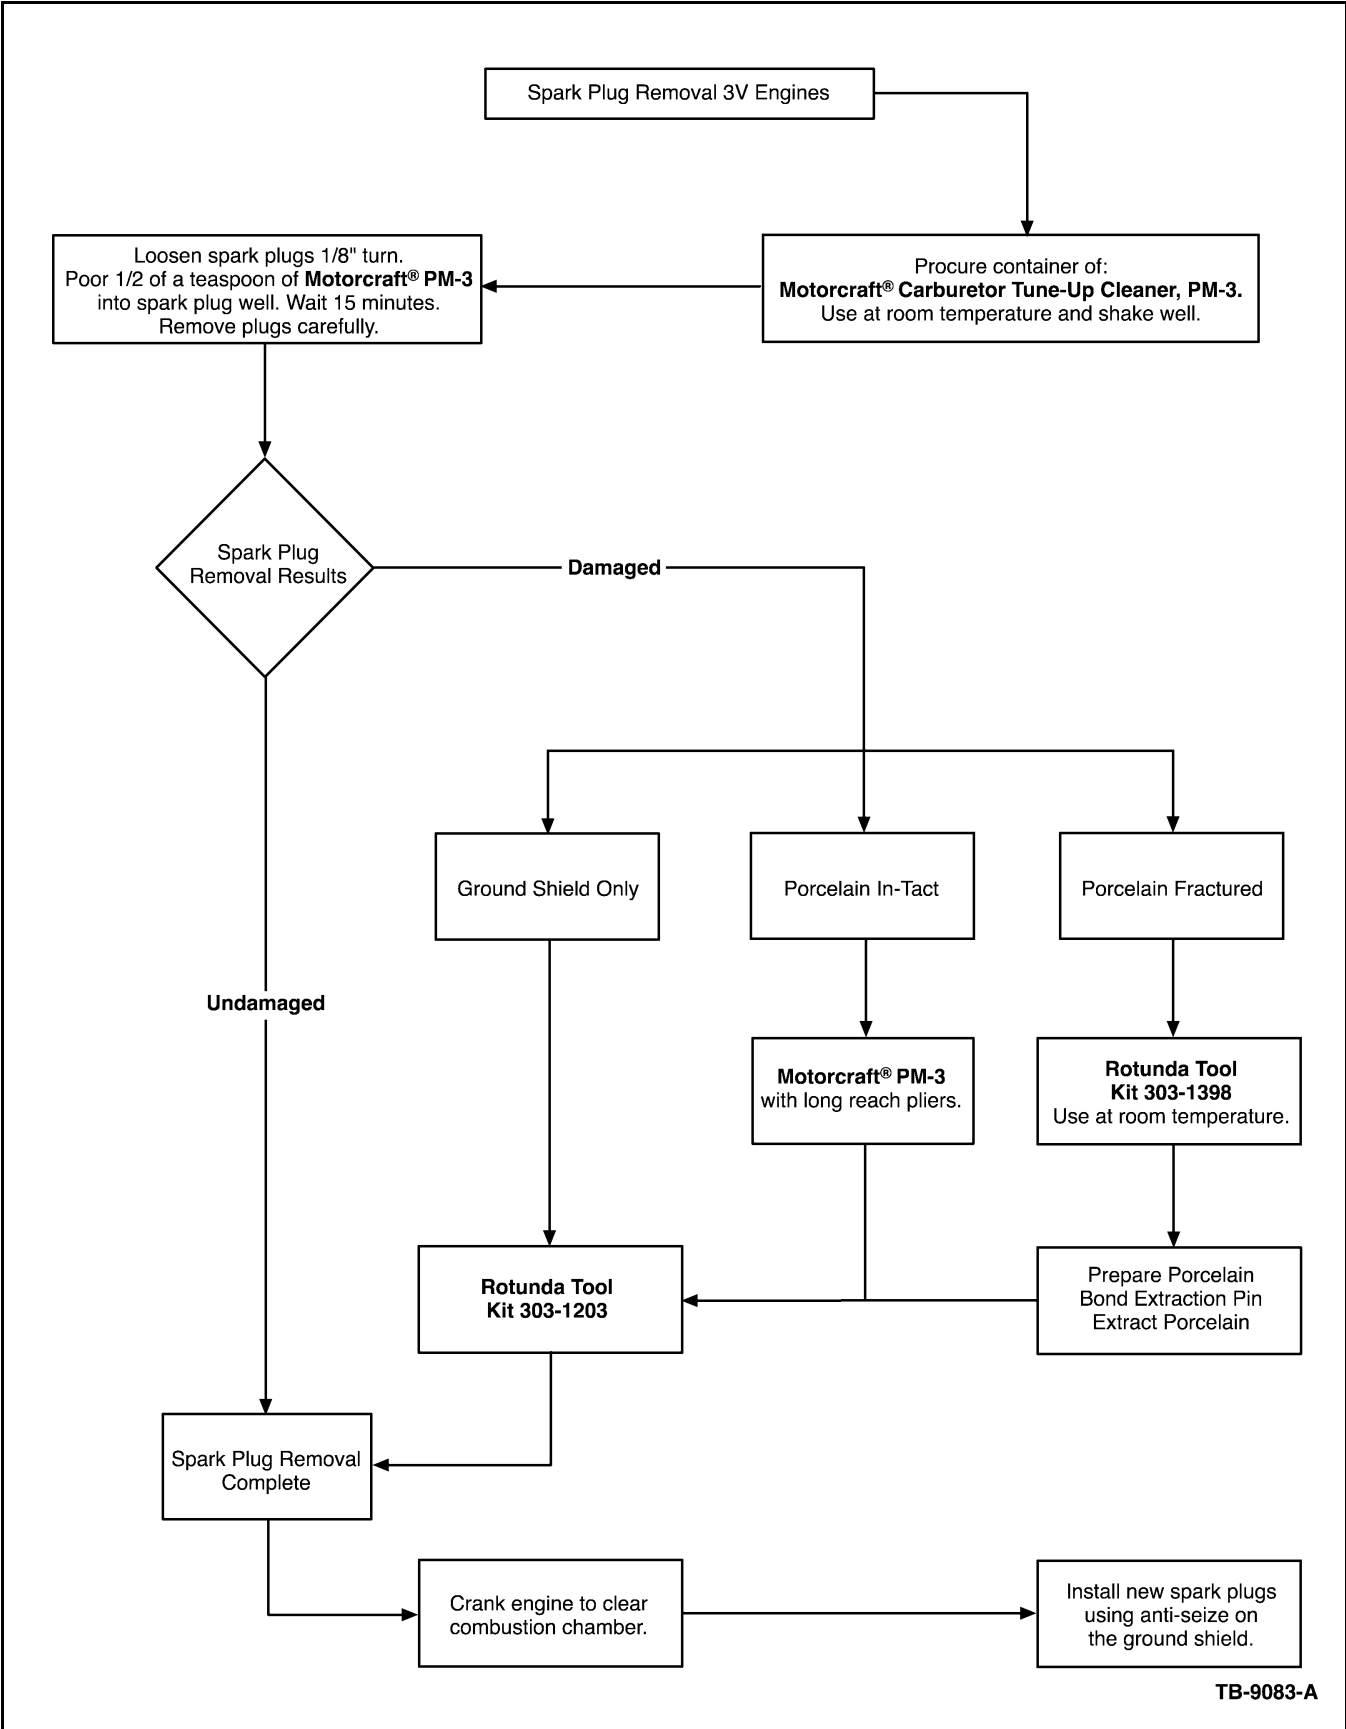 Spark Plug Removal 3V Engines
Procure container of:
Motorcraft® Carburetor Tune-Up Cleaner, PM-3.
Use at room temperature and shake well.
Loosen spark plugs 1/8" turn.
Poor 1/2 of a teaspoon of Motorcraft® PM-3
into spark plug well. Wait 15 minutes.
Remove plugs carefully.
Spark Plug
Removal Results
Damaged
Ground Shield Only
Porcelain In-Tact
Porcelain Fractured
Undamaged
Motorcraft® PM-3
with long reach pliers.
Rotunda Tool
Kit 303-1398
Use at room temperature.
Rotunda Tool
Kit 303-1203
Prepare Porcelain
Bond Extraction Pin
Extract Porcelain
Spark Plug Removal
Complete
Crank engine to clear
combustion chamber.
Install new spark plugs
using anti-seize on
the ground shield.
TB-9083-A